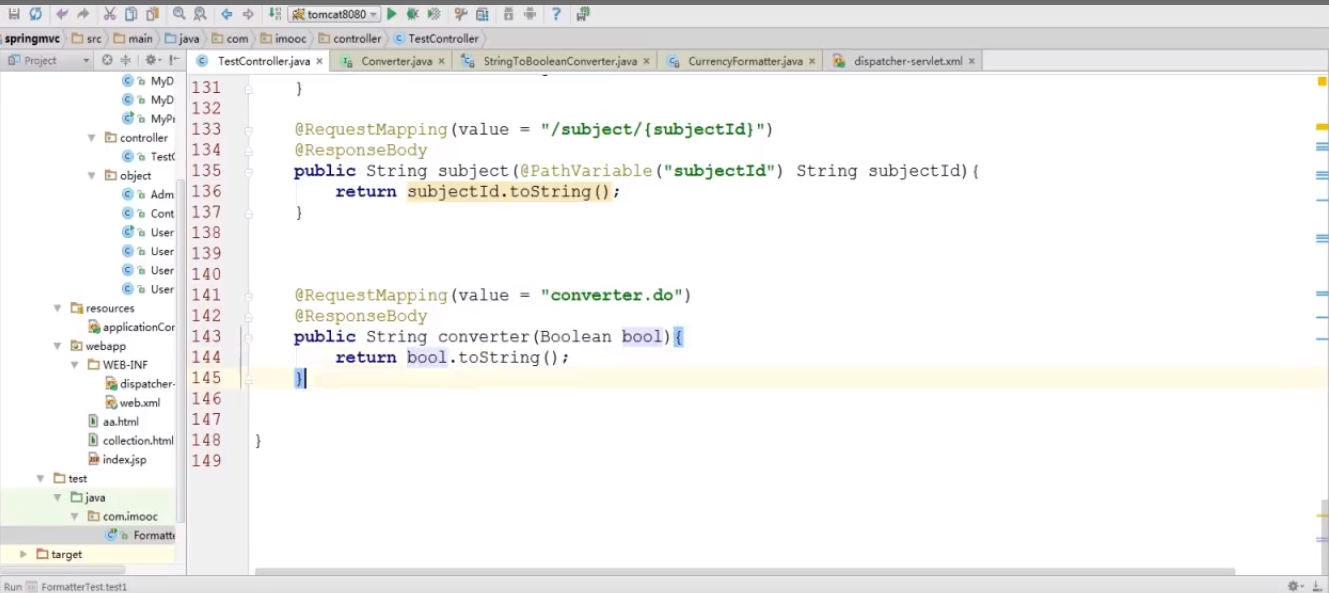 tomcat8080
springmvc src main java com imooc controller TestController
Project TestController.java Converter.java StringToBooleanConverter.java CurrencyFormatter.java dispatcher-servlet.xml
MyD
MyD
MyPr
controller
TestC
object
Adm
Cont
User
User
User
User
resources
applicationCor
webapp
WEB-INF
dispatcher-
web.xml
aa.html
collection.html
index.jsp
test
java
com.imooc
Formatte
target
131 }
132
133 @RequestMapping(value = "/subject/{subjectId}")
134 @ResponseBody
135 public String subject(@PathVariable("subjectId") String subjectId){
136 return subjectId.toString();
137 }
138
139
140
141 @RequestMapping(value = "converter.do")
142 @ResponseBody
143 public String converter(Boolean bool){
144 return bool.toString();
145 }
146
147
148 }
149
Run FormatterTest.test1